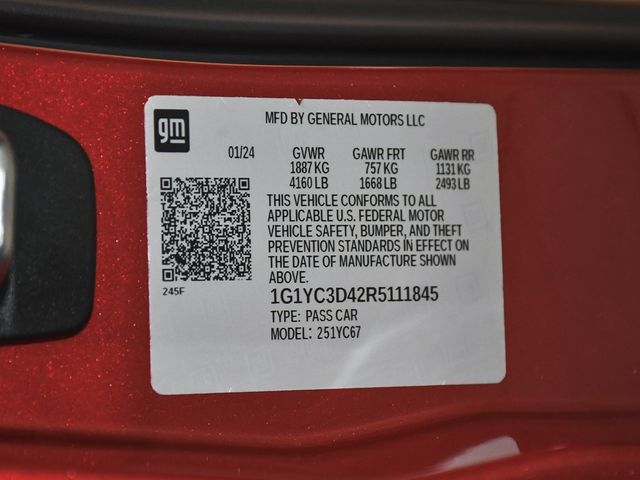 gm
MFD BY GENERAL MOTORS LLC
01/24 GVWR GAWR FRT GAWR RR
1887 KG 757 KG 1131 KG
4160 LB 1668 LB 2493 LB
THIS VEHICLE CONFORMS TO ALL
APPLICABLE U.S. FEDERAL MOTOR
VEHICLE SAFETY, BUMPER, AND THEFT
PREVENTION STANDARDS IN EFFECT ON
THE DATE OF MANUFACTURE SHOWN
ABOVE.
245F
1G1YC3D42R5111845
TYPE: PASS CAR
MODEL: 251YC67